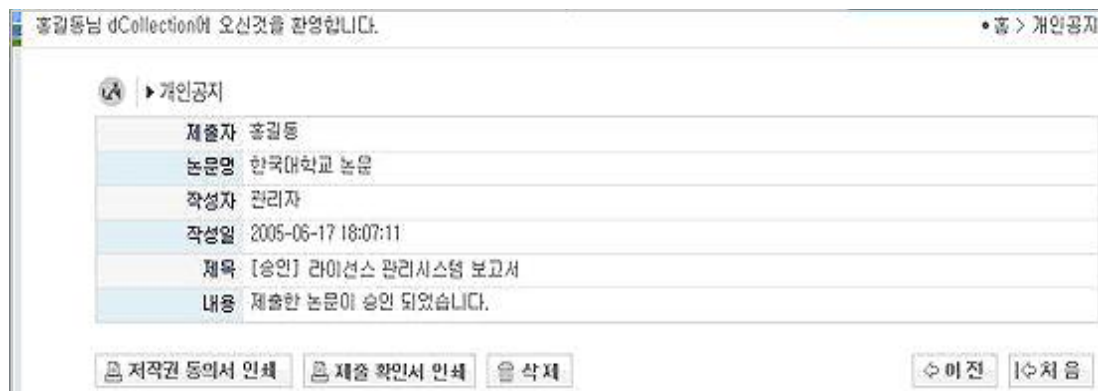 홍길동님 dCollection에 오신것을 환영합니다.
홈 > 개인공지
개인공지
제출자 홍길동
논문명 한국대학교 논문
작성자 관리자
작성일 2005-06-17 18:07:11
제목 [승인] 라이선스 관리시스템 보고서
내용 제출한 논문이 승인 되었습니다.
저작권 동의서 인쇄 제출 확인서 인쇄 삭제 이전 처음